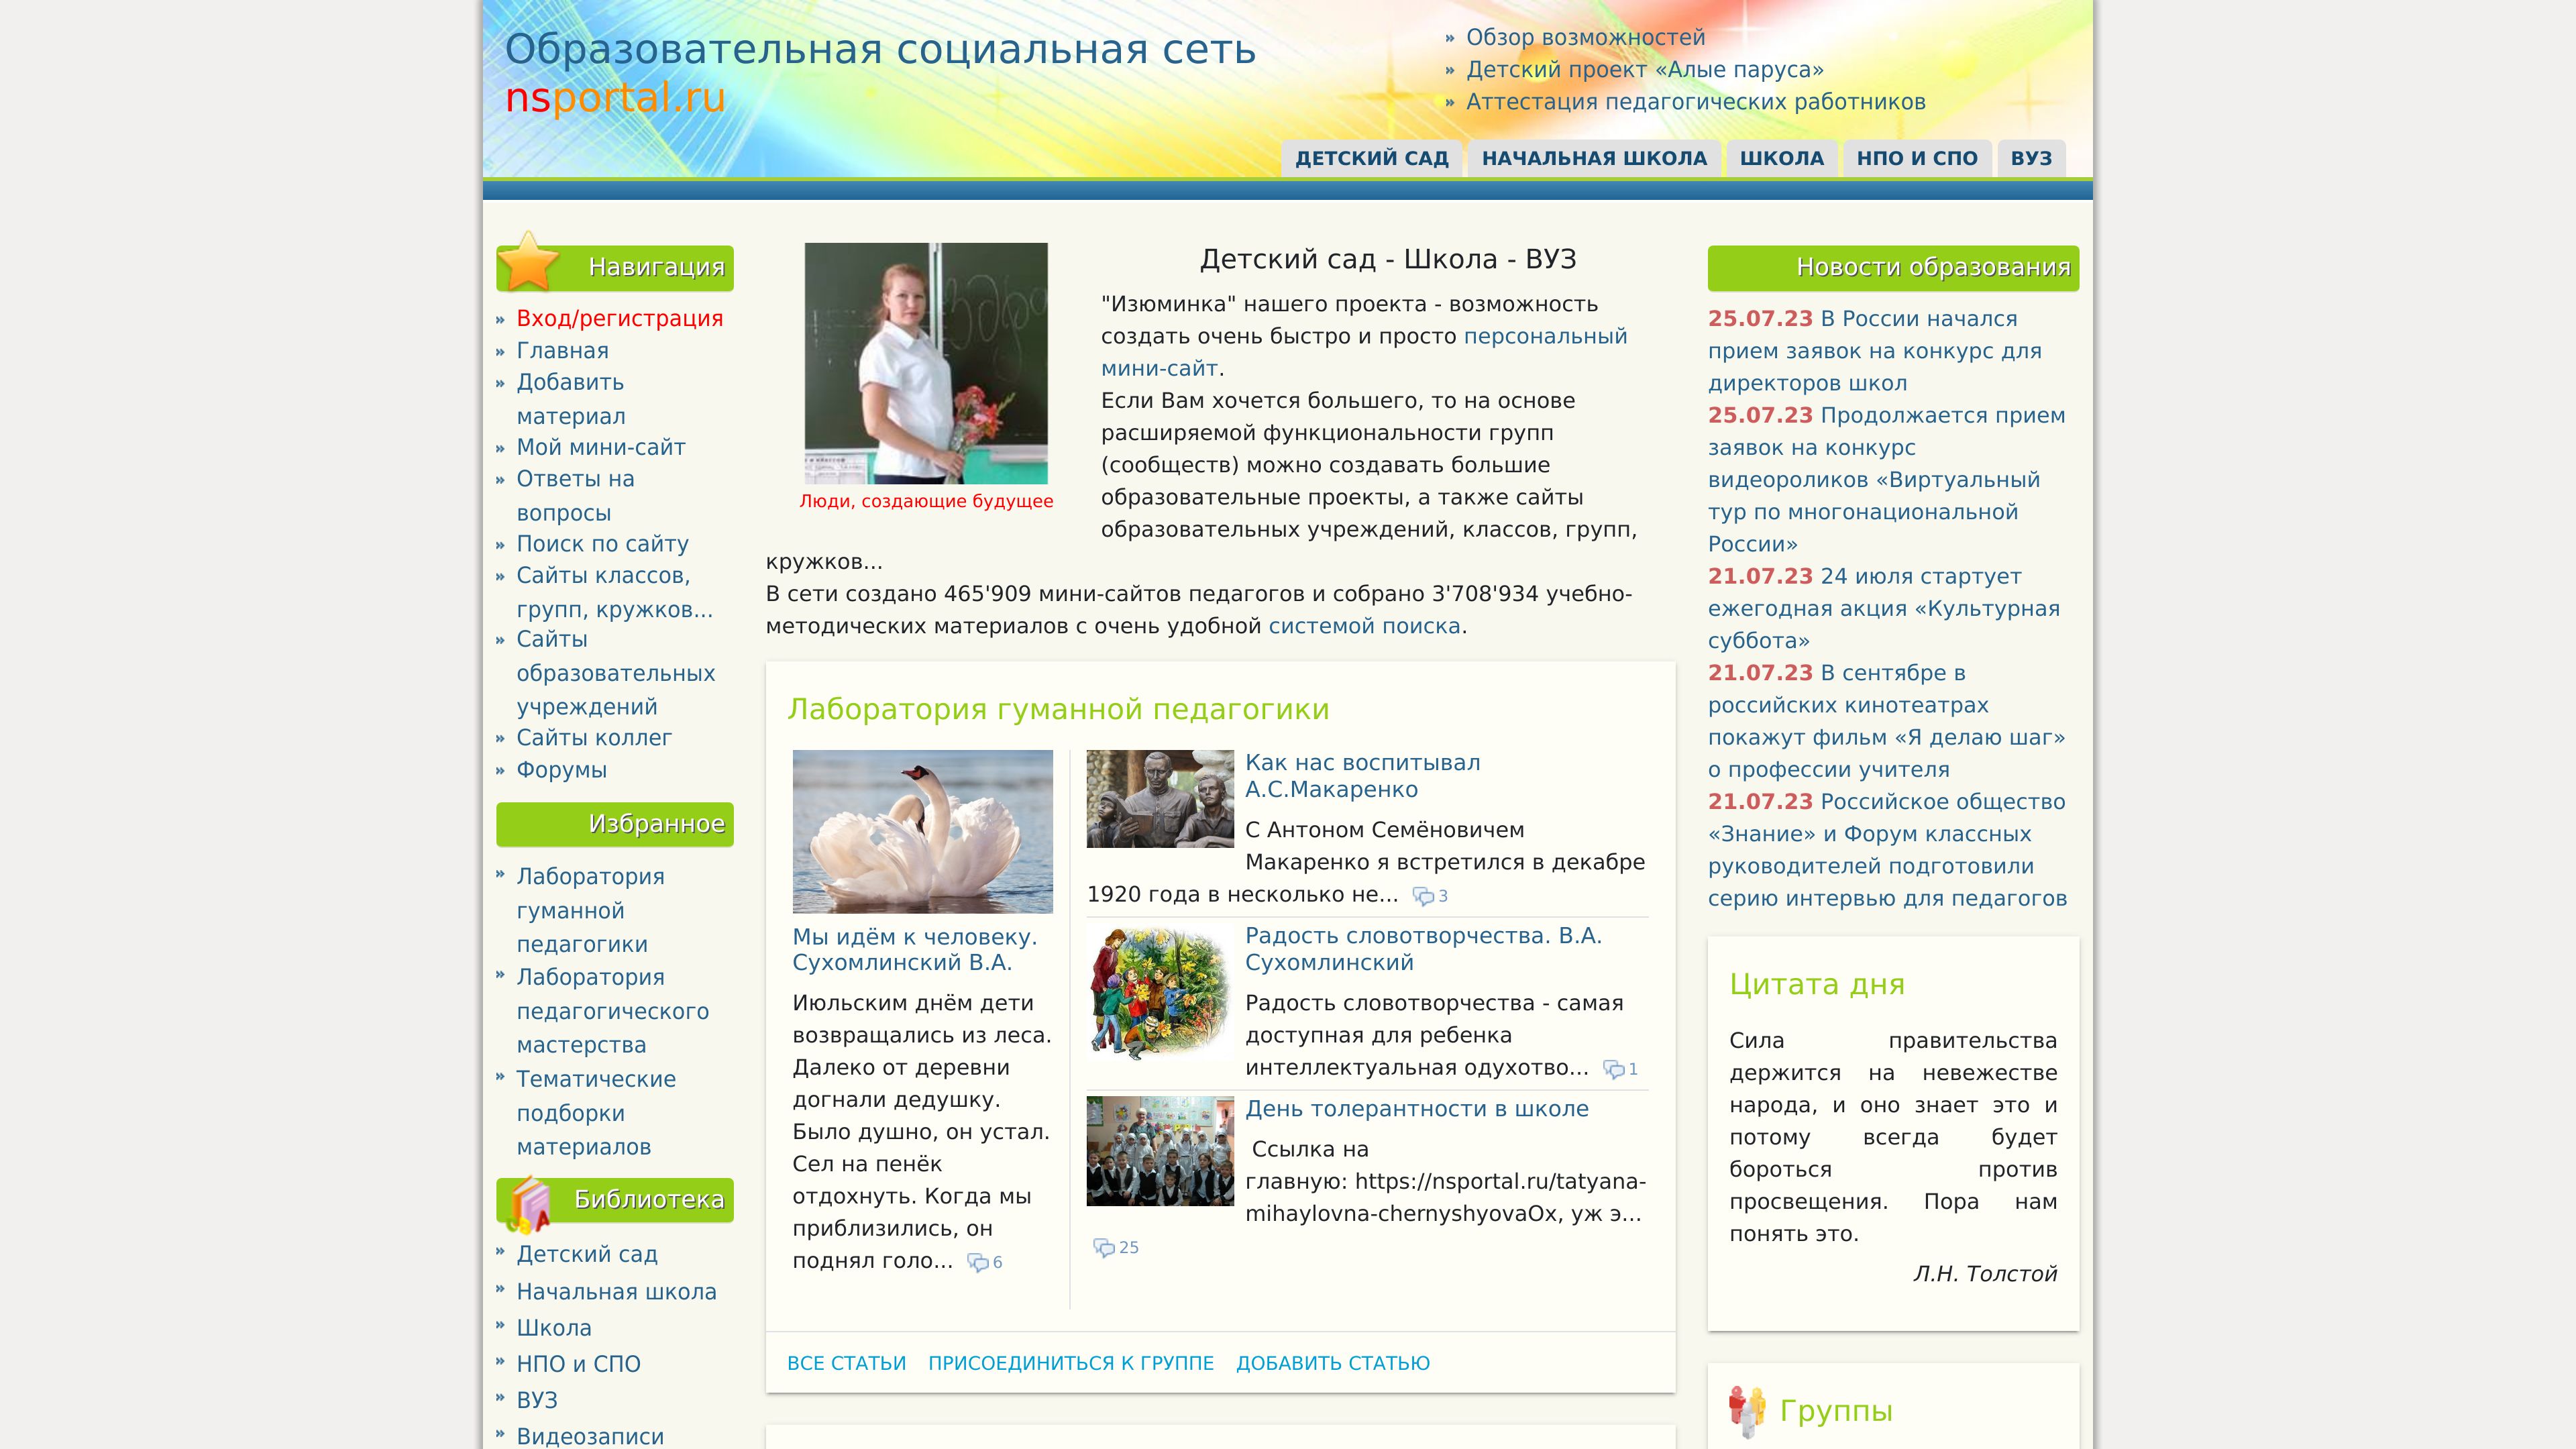 Образовательная социальная сеть
nsportal.ru
Обзор возможностей
Детский проект «Алые паруса»
Аттестация педагогических работников
ДЕТСКИЙ САД
НАЧАЛЬНАЯ ШКОЛА
ШКОЛА
НПО И СПО
ВУЗ
Навигация
Вход/регистрация
Главная
Добавить
материал
Мой мини-сайт
Ответы на
вопросы
Поиск по сайту
Сайты классов,
групп, кружков...
Сайты
образовательных
учреждений
Сайты коллег
Форумы
Избранное
Лаборатория
гуманной
педагогики
Лаборатория
педагогического
мастерства
Тематические
подборки
материалов
Библиотека
Детский сад
Начальная школа
Школа
НПО и СПО
ВУЗ
Видеозаписи
Люди, создающие будущее
Детский сад - Школа - ВУЗ
"Изюминка" нашего проекта - возможность
создать очень быстро и просто персональный
мини-сайт.
Если Вам хочется большего, то на основе
расширяемой функциональности групп
(сообществ) можно создавать большие
образовательные проекты, а также сайты
образовательных учреждений, классов, групп,
кружков...
В сети создано 465'909 мини-сайтов педагогов и собрано 3'708'934 учебно-
методических материалов с очень удобной системой поиска.
Лаборатория гуманной педагогики
Мы идём к человеку.
Сухомлинский В.А.
Июльским днём дети
возвращались из леса.
Далеко от деревни
догнали дедушку.
Было душно, он устал.
Сел на пенёк
отдохнуть. Когда мы
приблизились, он
поднял голо... 6
Как нас воспитывал
А.С.Макаренко
С Антоном Семёновичем
Макаренко я встретился в декабре
1920 года в несколько не... 3
Радость словотворчества. В.А.
Сухомлинский
Радость словотворчества - самая
доступная для ребенка
интеллектуальная одухотво... 1
День толерантности в школе
Ссылка на
главную: https://nsportal.ru/tatyana-
mihaylovna-chernyshyovaОх, уж э...
25
ВСЕ СТАТЬИ
ПРИСОЕДИНИТЬСЯ К ГРУППЕ
ДОБАВИТЬ СТАТЬЮ
Новости образования
25.07.23 В России начался
прием заявок на конкурс для
директоров школ
25.07.23 Продолжается прием
заявок на конкурс
видеороликов «Виртуальный
тур по многонациональной
России»
21.07.23 24 июля стартует
ежегодная акция «Культурная
суббота»
21.07.23 В сентябре в
российских кинотеатрах
покажут фильм «Я делаю шаг»
о профессии учителя
21.07.23 Российское общество
«Знание» и Форум классных
руководителей подготовили
серию интервью для педагогов
Цитата дня
Сила правительства
держится на невежестве
народа, и оно знает это и
потому всегда будет
бороться против
просвещения. Пора нам
понять это.
Л.Н. Толстой
Группы